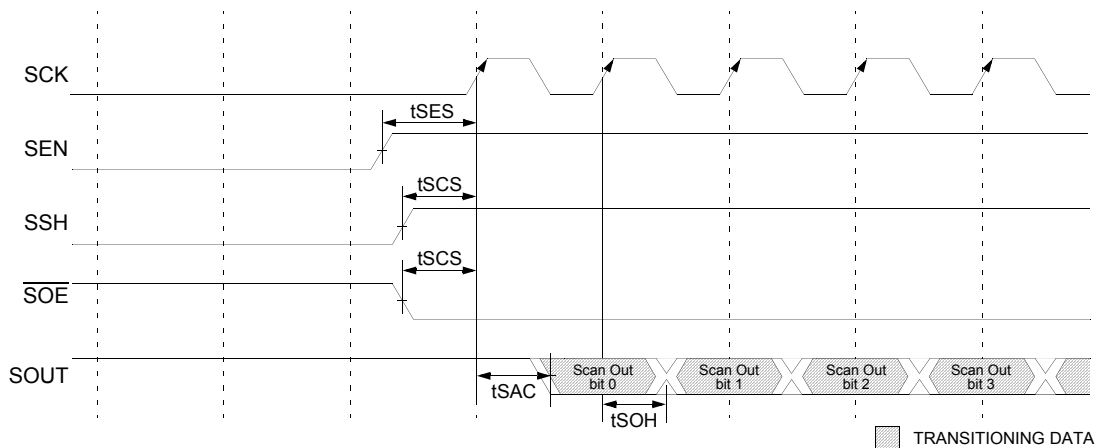 SCK
tSES
SEN
tSCS
SSH
tSCS
SOE
SOUT
Scan Out
bit 0
Scan Out
bit 1
Scan Out
bit 2
Scan Out
bit 3
tSAC
tSOH
TRANSITIONING DATA